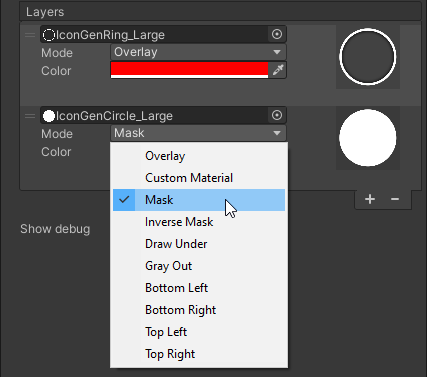 Layers
IconGenRing_Large
Mode Overlay
Color
IconGenCircle_Large
Mode Mask
Color
Overlay
Custom Material
Mask
Inverse Mask
Draw Under
Gray Out
Bottom Left
Bottom Right
Top Left
Top Right
+ −
Show debug